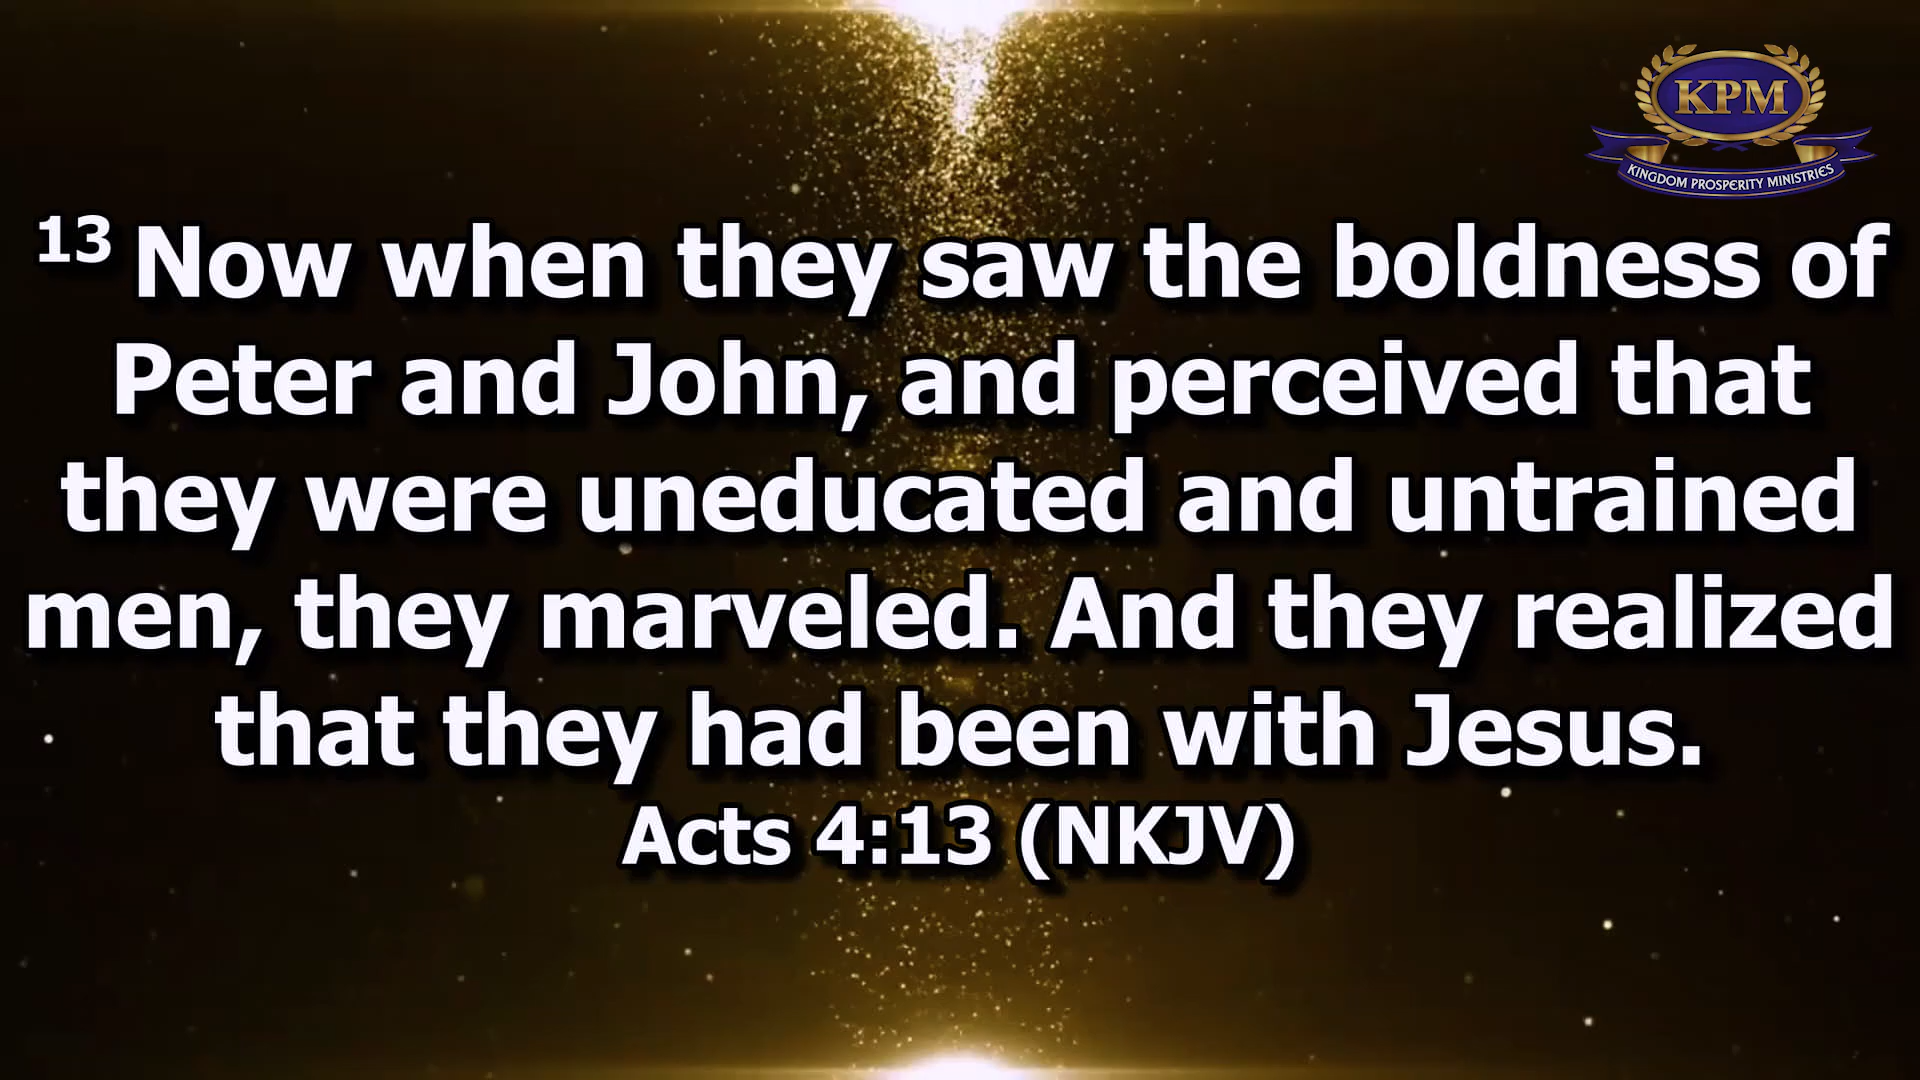 KPM
KINGDOM PROSPERITY MINISTRIES
13 Now when they saw the boldness of
Peter and John, and perceived that
they were uneducated and untrained
men, they marveled. And they realized
that they had been with Jesus.
Acts 4:13 (NKJV)